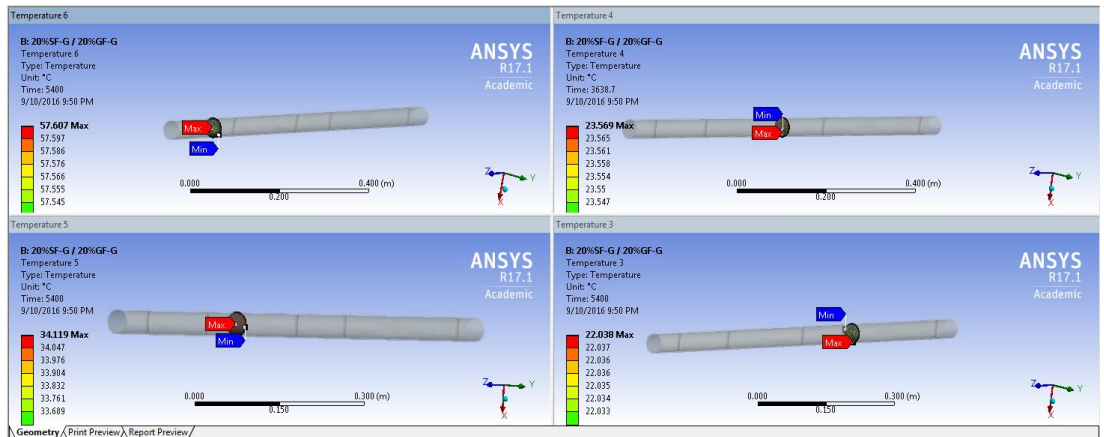 Temperature 6
B: 20%SF-G / 20%GF-G
Temperature 6
Type: Temperature
Unit: °C
Time: 5400
9/10/2016 9:50 PM
57.607 Max
57.597
57.586
57.576
57.566
57.555
57.545
Max
Min
0.000
0.400 (m)
0.200
ANSYS
R17.1
Academic
Z
Y
X
Temperature 4
B: 20%SF-G / 20%GF-G
Temperature 4
Type: Temperature
Unit: °C
Time: 3638.7
9/10/2016 9:50 PM
23.569 Max
23.565
23.561
23.558
23.554
23.55
23.547
Min
Max
0.000
0.400 (m)
0.200
ANSYS
R17.1
Academic
Z
Y
X
Temperature 5
B: 20%SF-G / 20%GF-G
Temperature 5
Type: Temperature
Unit: °C
Time: 5400
9/10/2016 9:50 PM
34.119 Max
34.047
33.976
33.904
33.832
33.761
33.689
Max
Min
0.000
0.300 (m)
0.150
ANSYS
R17.1
Academic
Z
Y
X
Temperature 3
B: 20%SF-G / 20%GF-G
Temperature 3
Type: Temperature
Unit: °C
Time: 5400
9/10/2016 9:50 PM
22.038 Max
22.037
22.036
22.036
22.035
22.034
22.033
Min
Max
0.000
0.300 (m)
0.150
ANSYS
R17.1
Academic
Z
Y
X
Geometry Print Preview Report Preview